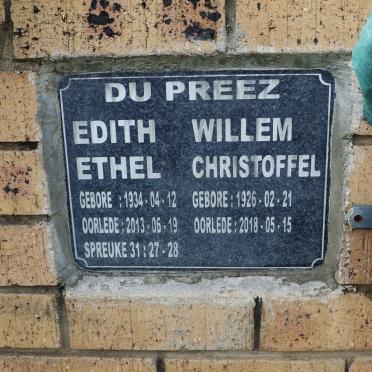 DU PREEZ
EDITH WILLEM
ETHEL CHRISTOFFEL
GEBORE : 1934-04-12 GEBORE : 1926-02-21
OORLEDE : 2013-06-19 OORLEDE : 2018-05-15
SPREUKE 31 : 27-28